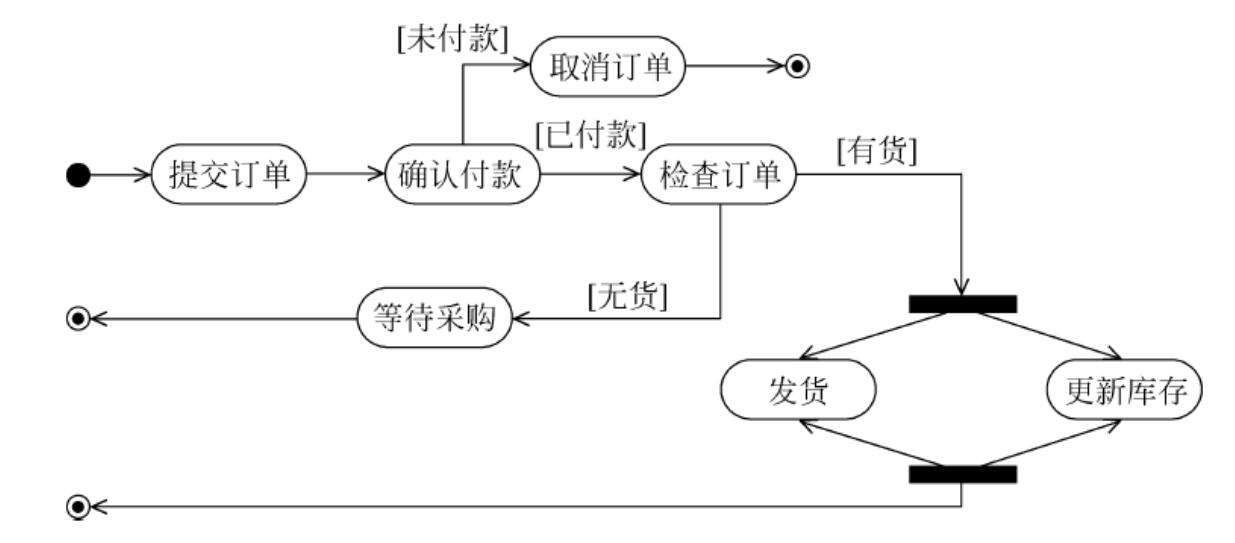 [未付款]
取消订单
[已付款]
[有货]
提交订单
确认付款
检查订单
[无货]
等待采购
发货
更新库存